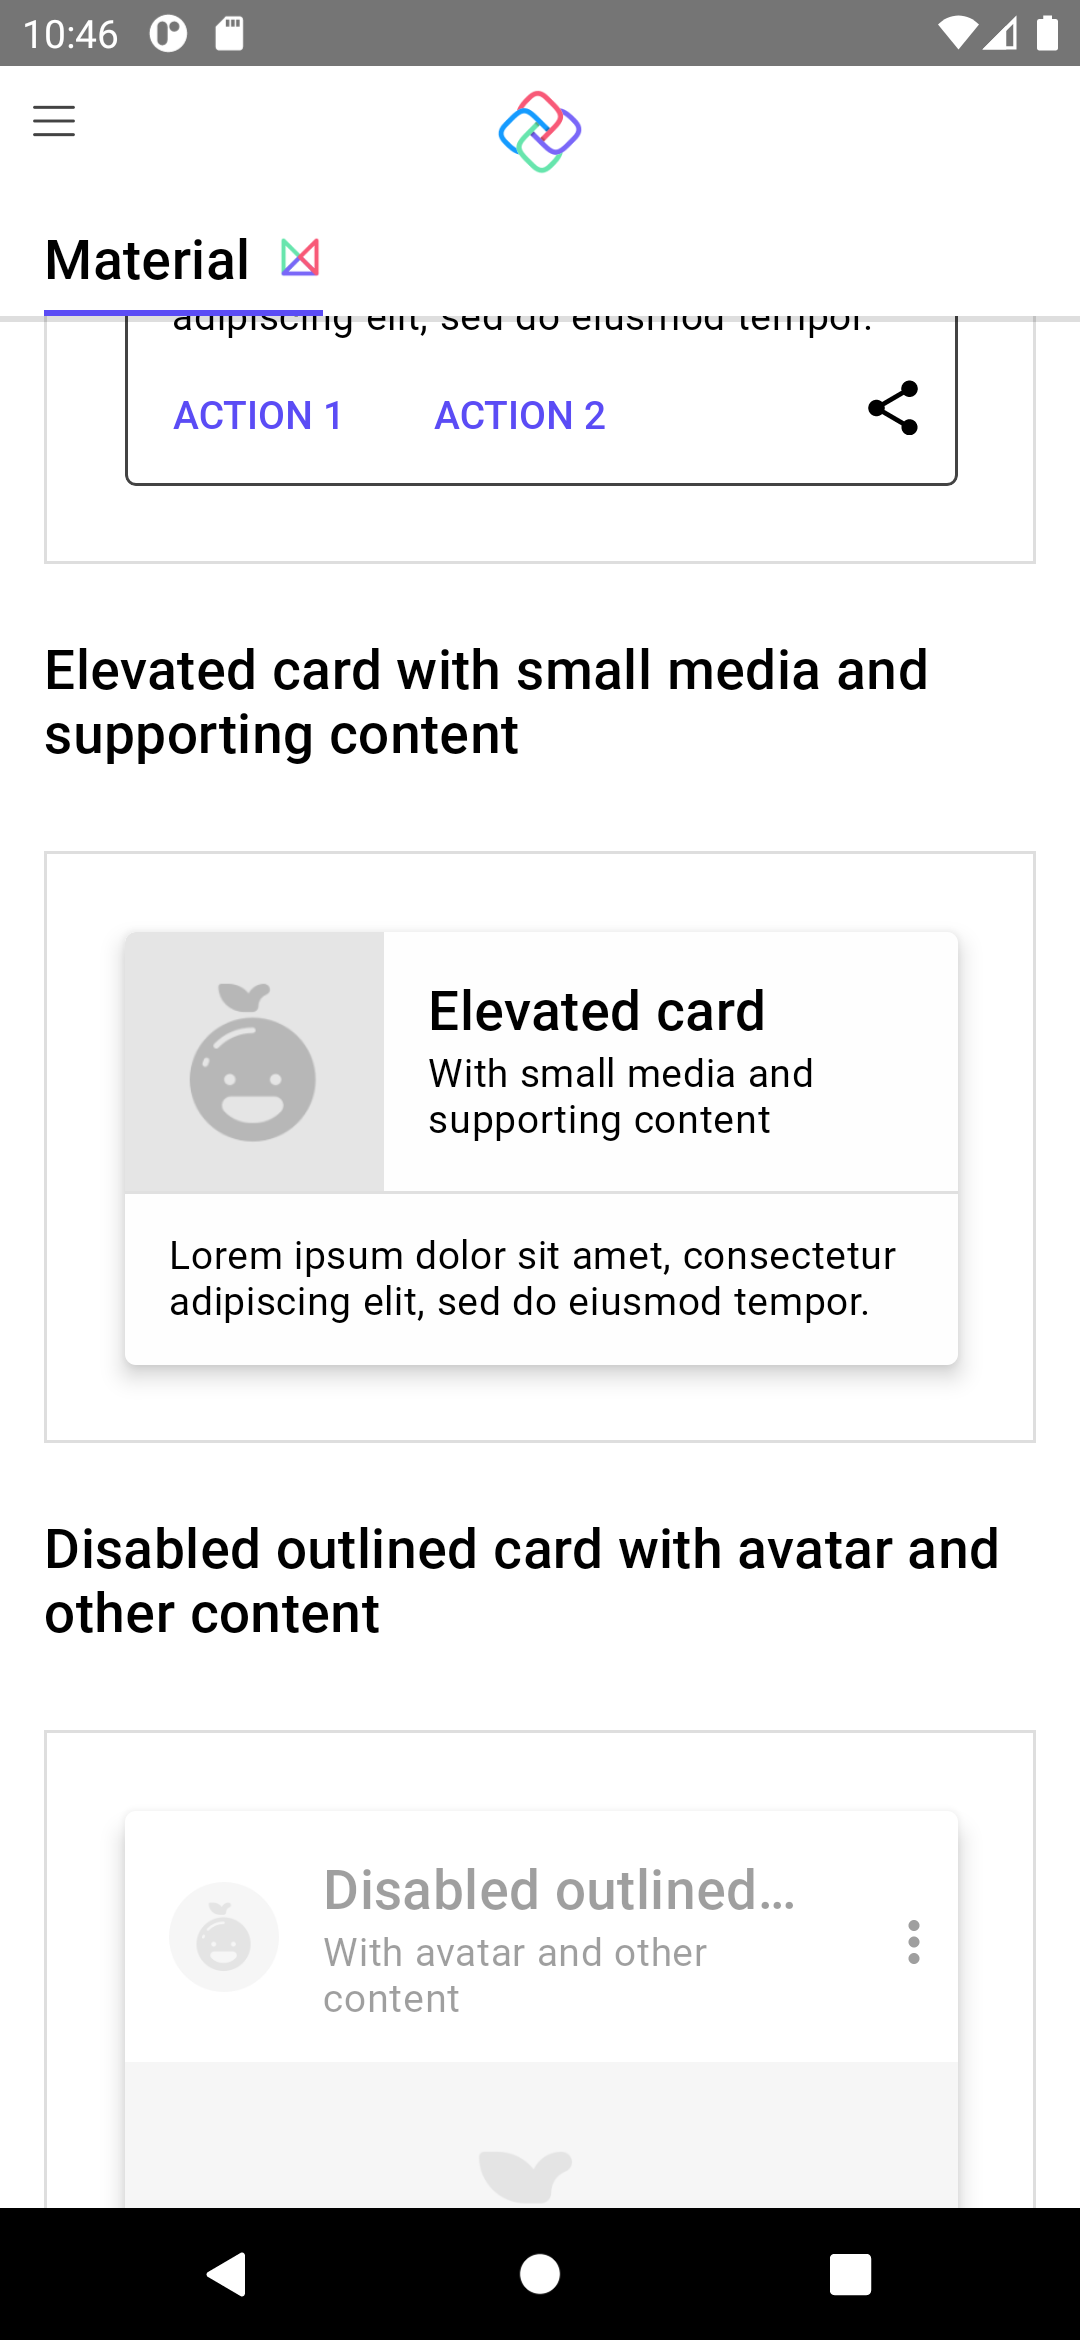 10:46
Material
adipiscing elit, sed do eiusmod tempor.
ACTION 1 ACTION 2
Elevated card with small media and
supporting content
Elevated card
With small media and
supporting content
Lorem ipsum dolor sit amet, consectetur
adipiscing elit, sed do eiusmod tempor.
Disabled outlined card with avatar and
other content
Disabled outlined...
With avatar and other
content